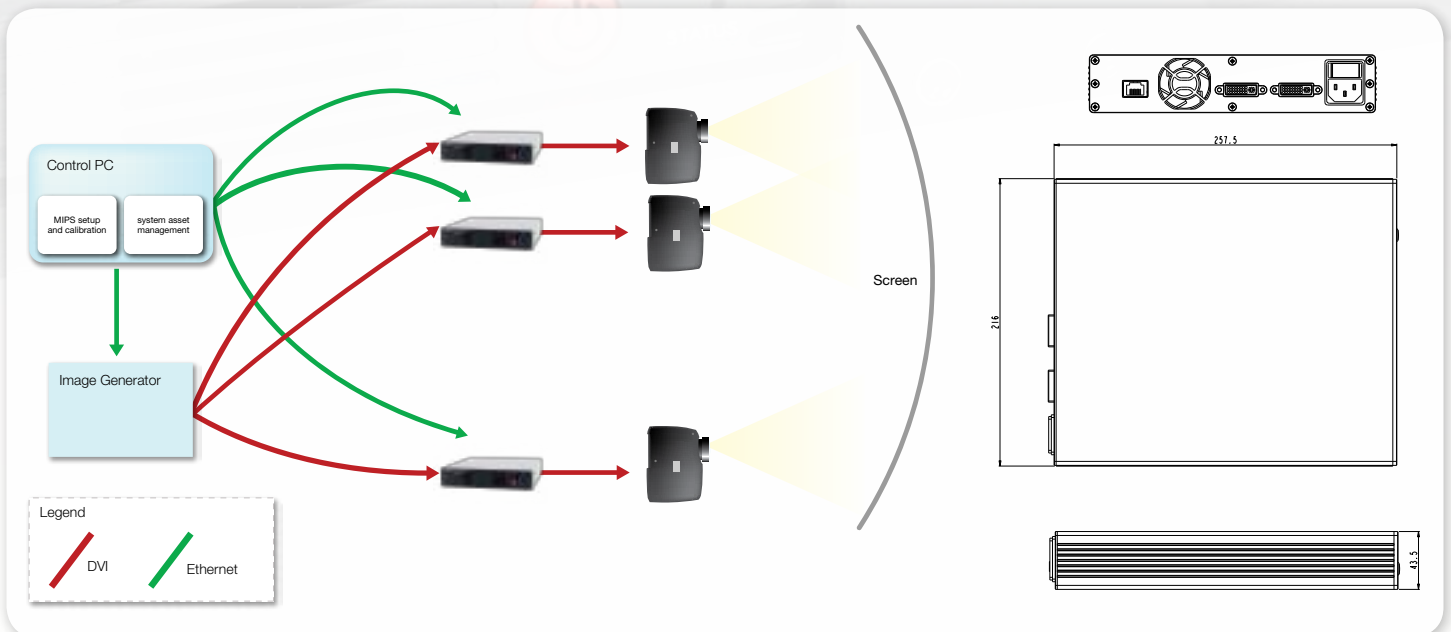 Control PC
MIPS setup
and calibration
system asset
management
Image Generator
Screen
Legend
DVI
Ethernet
257.5
216
43.5